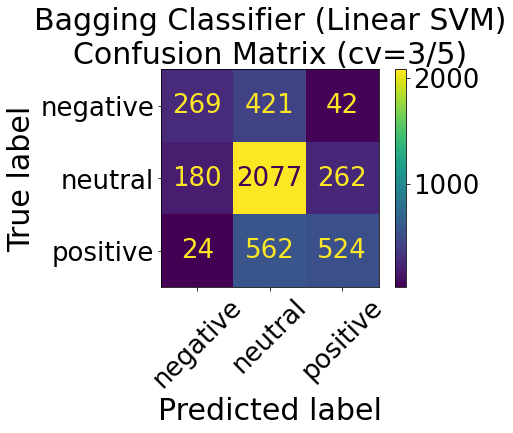 Bagging Classifier (Linear SVM)
Confusion Matrix (cv=3/5)
True label
negative 269 421 42
neutral 180 2077 262
positive 24 562 524
2000
1000
negative neutral positive
Predicted label